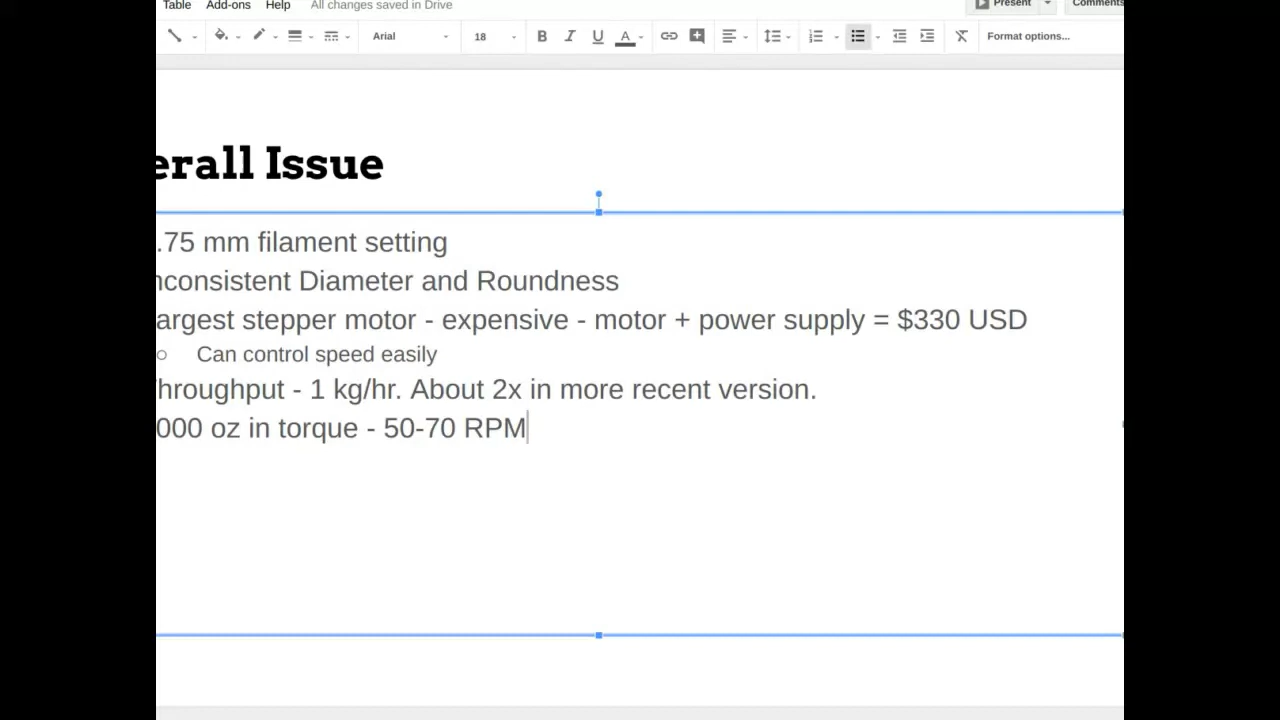 Table Add-ons Help All changes saved in Drive Present Comments
Arial 18 B I U A Format options...
erall Issue
.75 mm filament setting
nconsistent Diameter and Roundness
argest stepper motor - expensive - motor + power supply = $330 USD
○ Can control speed easily
Throughput - 1 kg/hr. About 2x in more recent version.
000 oz in torque - 50-70 RPM